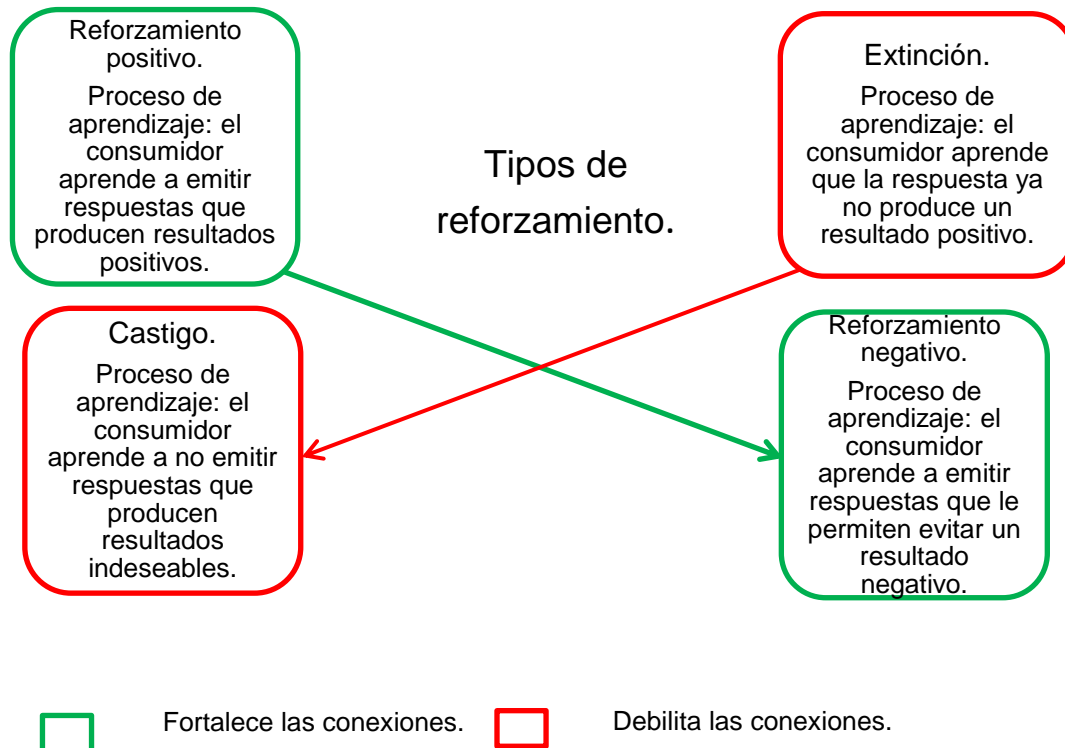 Reforzamiento
positivo.
Proceso de
aprendizaje: el
consumidor
aprende a emitir
respuestas que
producen resultados
positivos.
Tipos de
reforzamiento.
Extinción.
Proceso de
aprendizaje: el
consumidor aprende
que la respuesta ya
no produce un
resultado positivo.
Castigo.
Proceso de
aprendizaje: el
consumidor
aprende a no emitir
respuestas que
producen
resultados
indeseables.
Reforzamiento
negativo.
Proceso de
aprendizaje: el
consumidor
aprende a emitir
respuestas que le
permiten evitar un
resultado
negativo.
Fortalece las conexiones.
Debilita las conexiones.